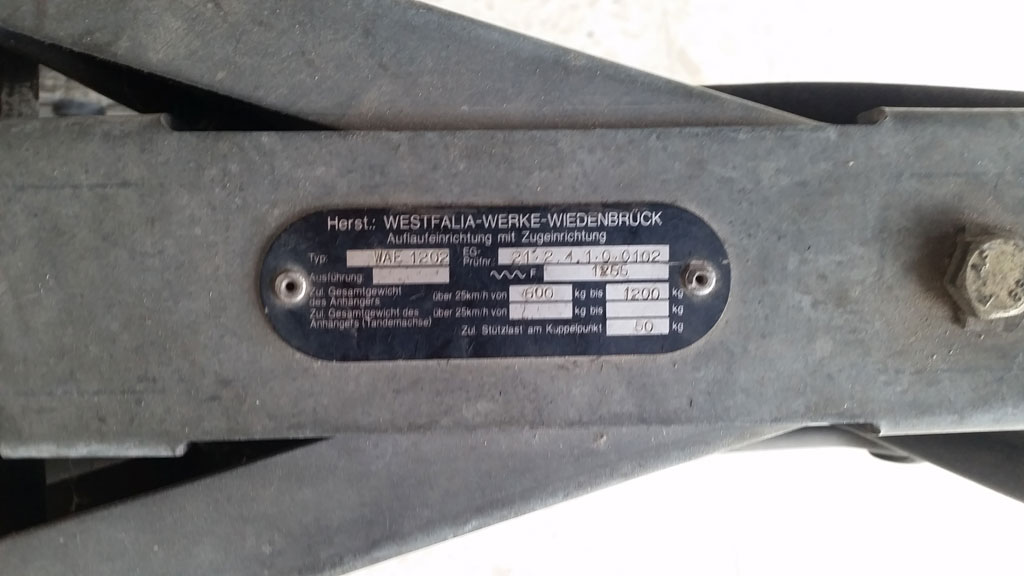 Herst.: WESTFALIA-WERKE-WIEDENBRÜCK
Auflaufeinrichtung mit Zugeinrichtung
Typ: WAE 1202 EG Prüfnr.: 21.2.4.1.0.0102
Ausführung F
Zul. Gesamtgewicht des Anhängers über 25km/h von 600 kg bis 1200 kg
Zul. Gesamtgewicht des Anhängers (Tandemachse) über 25km/h von kg bis kg
Zul. Stützlast am Kuppelpunkt 50 kg